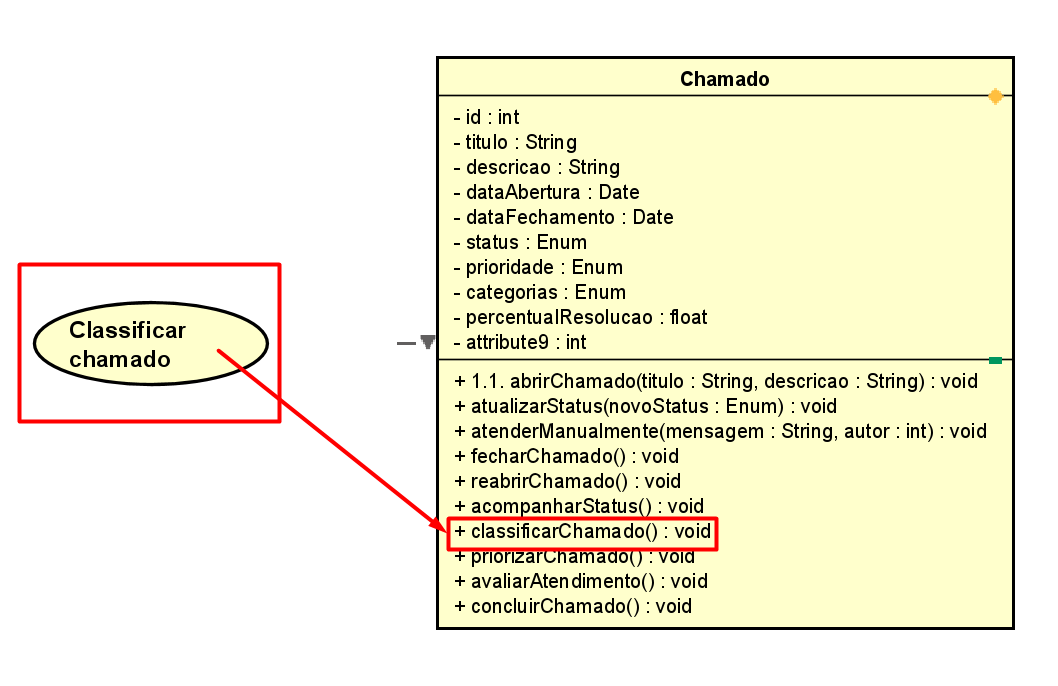 Chamado
- id : int
- titulo : String
- descricao : String
- dataAbertura : Date
- dataFechamento : Date
- status : Enum
- prioridade : Enum
- categorias : Enum
- percentualResolucao : float
- attribute9 : int
Classificar
chamado
+ 1.1. abrirChamado(titulo : String, descricao : String) : void
+ atualizarStatus(novoStatus : Enum) : void
+ atenderManualmente(mensagem : String, autor : int) : void
+ fecharChamado() : void
+ reabrirChamado() : void
+ acompanharStatus() : void
+ classificarChamado() : void
+ priorizarChamado() : void
+ avaliarAtendimento() : void
+ concluirChamado() : void